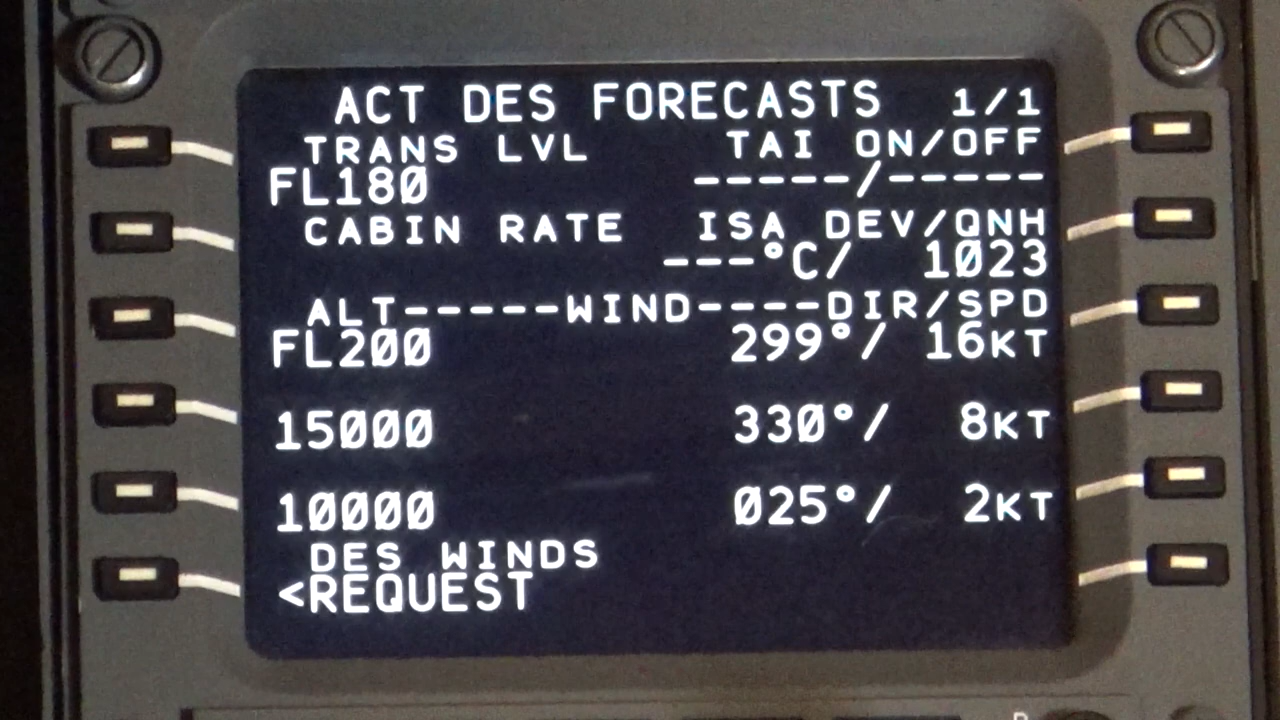 ACT DES FORECASTS 1/1
TRANS LVL TAI ON/OFF
FL180 -----/-----
CABIN RATE ISA DEV/QNH
---°C/ 1023
ALT-----WIND----DIR/SPD
FL200 299°/ 16KT
15000 330°/ 8KT
10000 025°/ 2KT
DES WINDS
<REQUEST